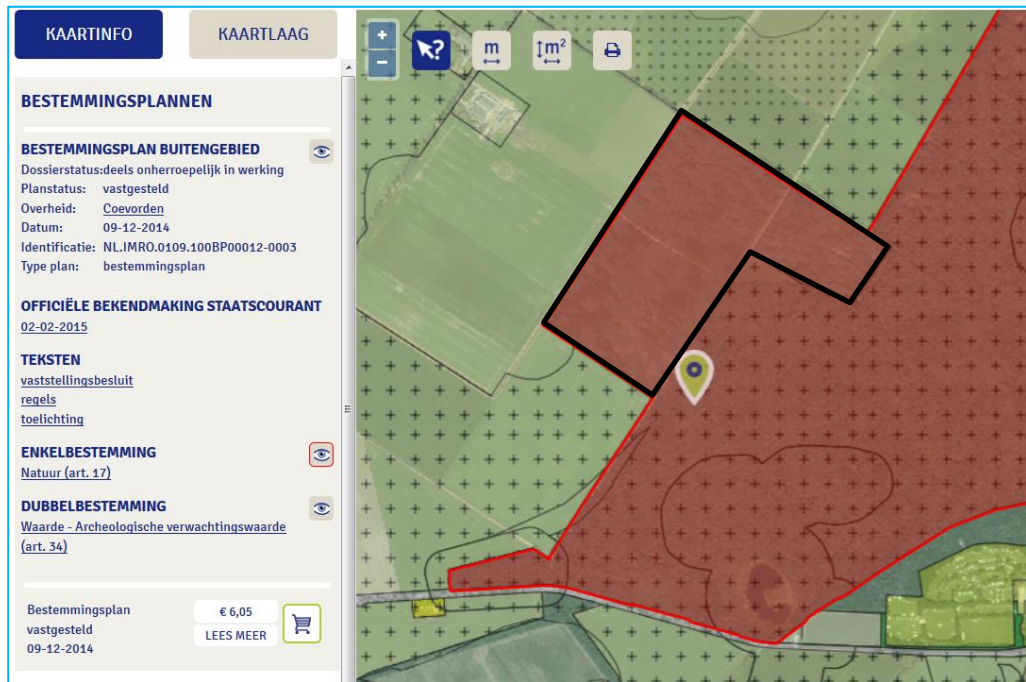 KAARTINFO
KAARTLAAG
BESTEMMINGSPLANNEN
BESTEMMINGSPLAN BUITENGEBIED
Dossierstatus:deels onherroepelijk in werking
Planstatus: vastgesteld
Overheid: Coevorden
Datum: 09-12-2014
Identificatie: NL.IMRO.0109.100BP00012-0003
Type plan: bestemmingsplan
OFFICIËLE BEKENDMAKING STAATSCOURANT
02-02-2015
TEKSTEN
vaststellingsbesluit
regels
toelichting
ENKELBESTEMMING
Natuur (art. 17)
DUBBELBESTEMMING
Waarde - Archeologische verwachtingswaarde
(art. 34)
Bestemmingsplan
vastgesteld
09-12-2014
€ 6,05
LEES MEER
+
−
?
m
m²